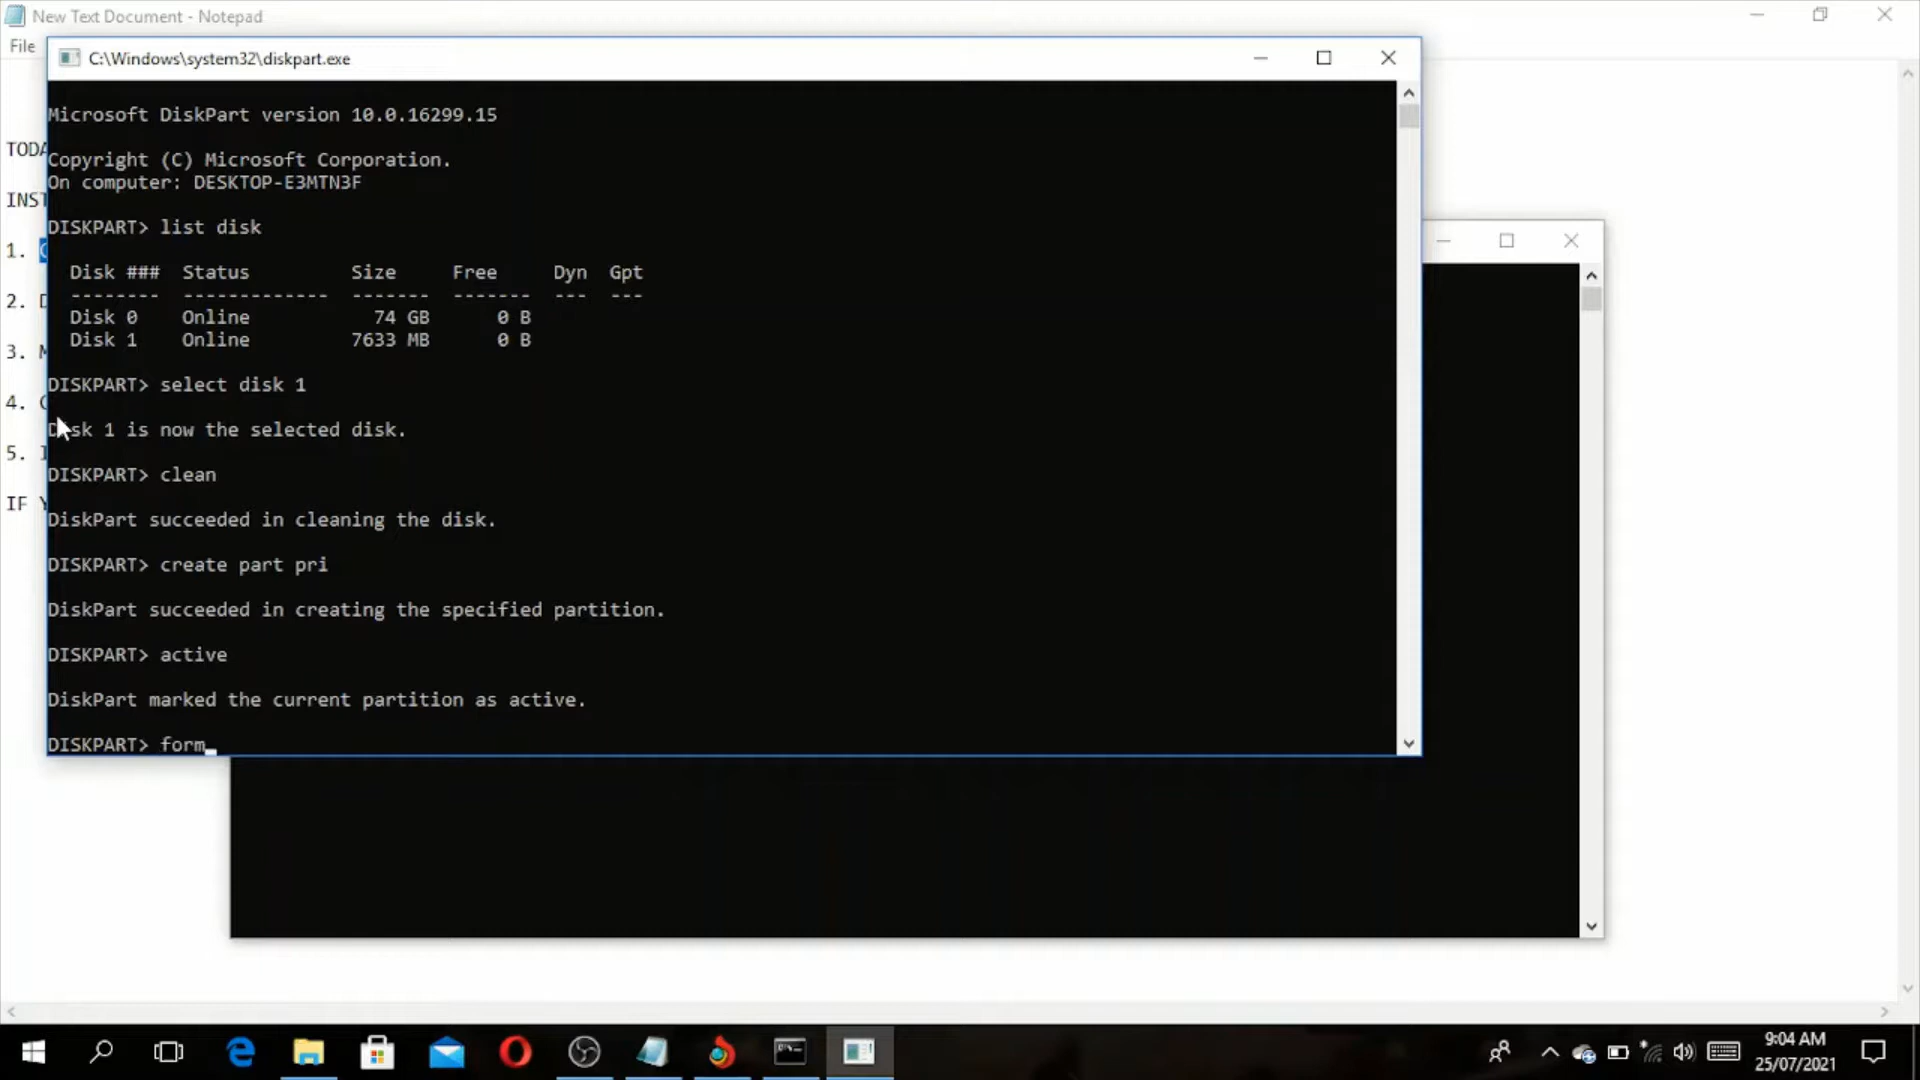 New Text Document - Notepad
File
C:\Windows\system32\diskpart.exe
Microsoft DiskPart version 10.0.16299.15
TODA
Copyright (C) Microsoft Corporation.
On computer: DESKTOP-E3MTN3F
INST
DISKPART> list disk
1.
Disk ### Status Size Free Dyn Gpt
-------- ------------- ------- ------- --- ---
2.
Disk 0 Online 74 GB 0 B
Disk 1 Online 7633 MB 0 B
3.
DISKPART> select disk 1
4.
Disk 1 is now the selected disk.
5.
DISKPART> clean
IF
DiskPart succeeded in cleaning the disk.
DISKPART> create part pri
DiskPart succeeded in creating the specified partition.
DISKPART> active
DiskPart marked the current partition as active.
DISKPART> form_
9:04 AM
25/07/2021